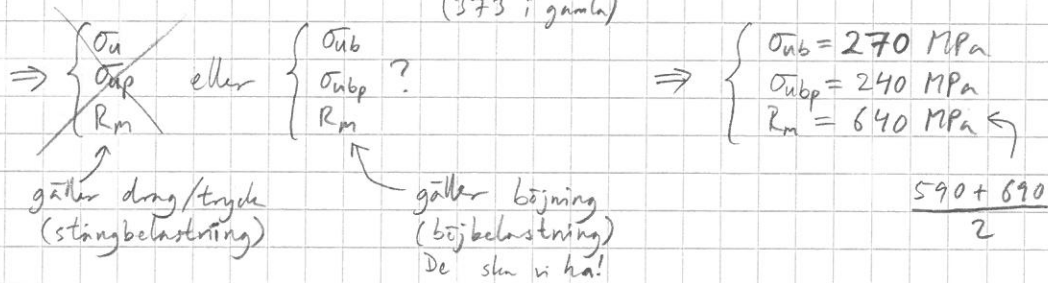 (373 i gamla)
⇒ { σu eller { σub ⇒ { σub = 270 MPa
σup σubp ? σubp = 240 MPa
Rm Rm Rm = 640 MPa
gäller drag/tryck gäller böjning 590 + 690
(stångbelastning) (böjbelastning) 2
De ska vi ha!